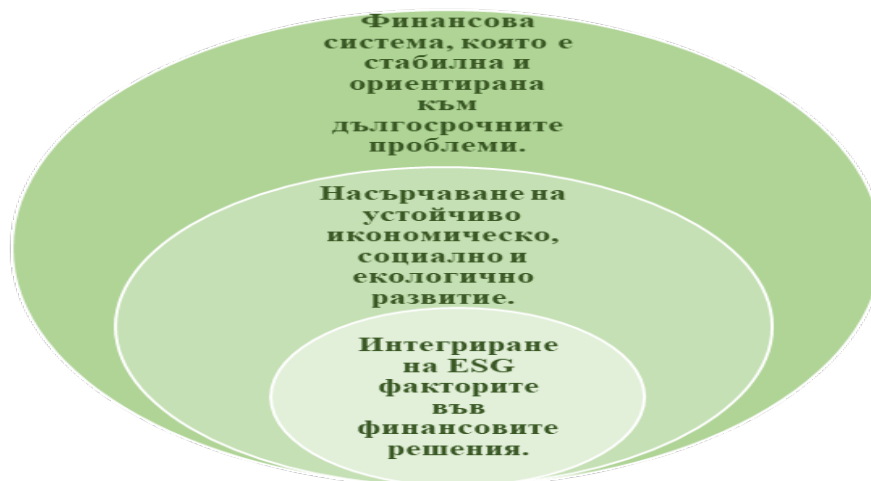 Финансова
система, която е
стабилна и
ориентирана
към
дългосрочните
проблеми.
Насърчаване на
устойчиво
икономическо,
социално и
екологично
развитие.
Интегриране
на ESG
факторите
във
финансовите
решения.